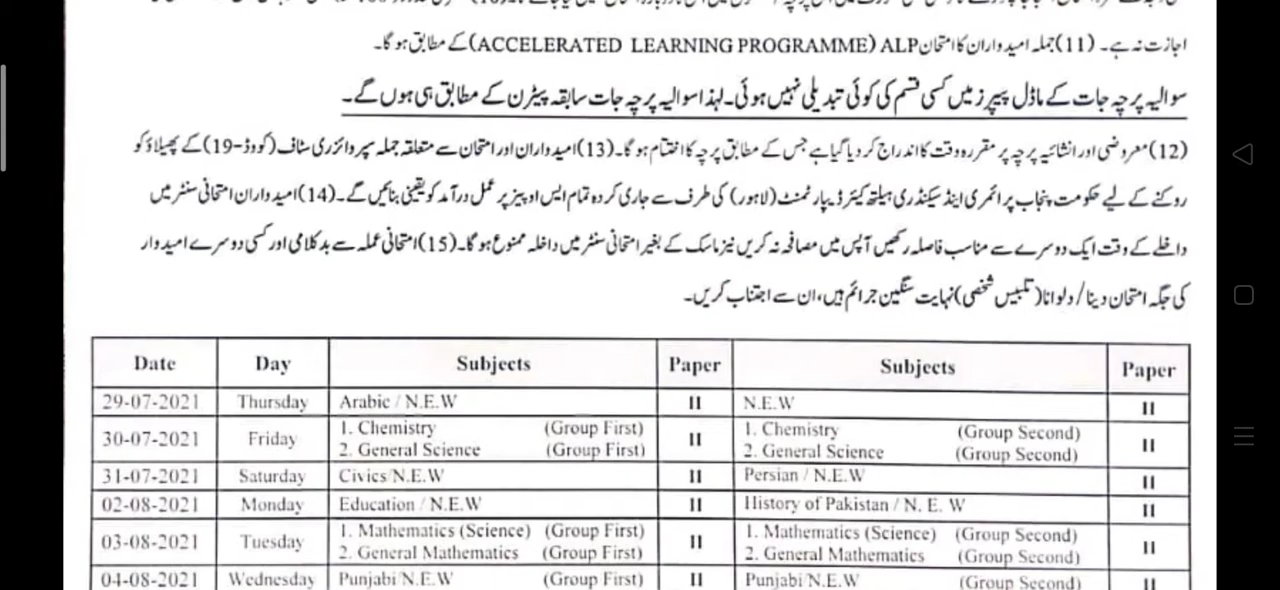 اجازت نہ ہے۔ (11) جملہ امیدواران کا امتحان ALP (ACCELERATED LEARNING PROGRAMME) کے مطابق ہو گا۔
سوالیہ پرچہ جات کے ماڈل پیپرز میں کسی قسم کی کوئی تبدیلی نہیں ہوئی۔ لہذا سوالیہ پرچہ جات سابقہ پیٹرن کے مطابق ہی ہوں گے۔
(12) معروضی اور انشائیہ پرچہ پر مقررہ وقت کا اندراج کر دیا گیا ہے جس کے مطابق پرچہ کا اختتام ہو گا۔ (13) امیدواران اور امتحان سے متعلقہ جملہ سپروائزری سٹاف (کووڈ-19) کے پھیلاؤ کو
روکنے کے لیے حکومت پنجاب پرائمری اینڈ سیکنڈری ہیلتھ کیئر ڈیپارٹمنٹ (لاہور) کی طرف سے جاری کردہ تمام ایس او پیز پر عمل درآمد کو یقینی بنائیں گے۔ (14) امیدواران امتحانی سنٹر میں
داخلے کے وقت ایک دوسرے سے مناسب فاصلہ رکھیں آپس میں مصافحہ نہ کریں نیز ماسک کے بغیر امتحانی سنٹر میں داخلہ ممنوع ہو گا۔ (15) امتحانی عملہ سے بدکلامی اور کسی دوسرے امیدوار
کی جگہ امتحان دینا/دلوانا (تلبیس شخصی) نہایت سنگین جرائم ہیں، ان سے اجتناب کریں۔
Date Day Subjects Paper Subjects Paper
29-07-2021 Thursday Arabic / N.E.W II N.E.W II
30-07-2021 Friday 1. Chemistry (Group First) II 1. Chemistry (Group Second) II
2. General Science (Group First) 2. General Science (Group Second)
31-07-2021 Saturday Civics/N.E.W II Persian / N.E.W II
02-08-2021 Monday Education / N.E.W II History of Pakistan / N. E. W II
03-08-2021 Tuesday 1. Mathematics (Science) (Group First) II 1. Mathematics (Science) (Group Second) II
2. General Mathematics (Group First) 2. General Mathematics (Group Second)
04-08-2021 Wednesday Punjabi/N.E.W (Group First) II Punjabi/N.E.W (Group Second) II